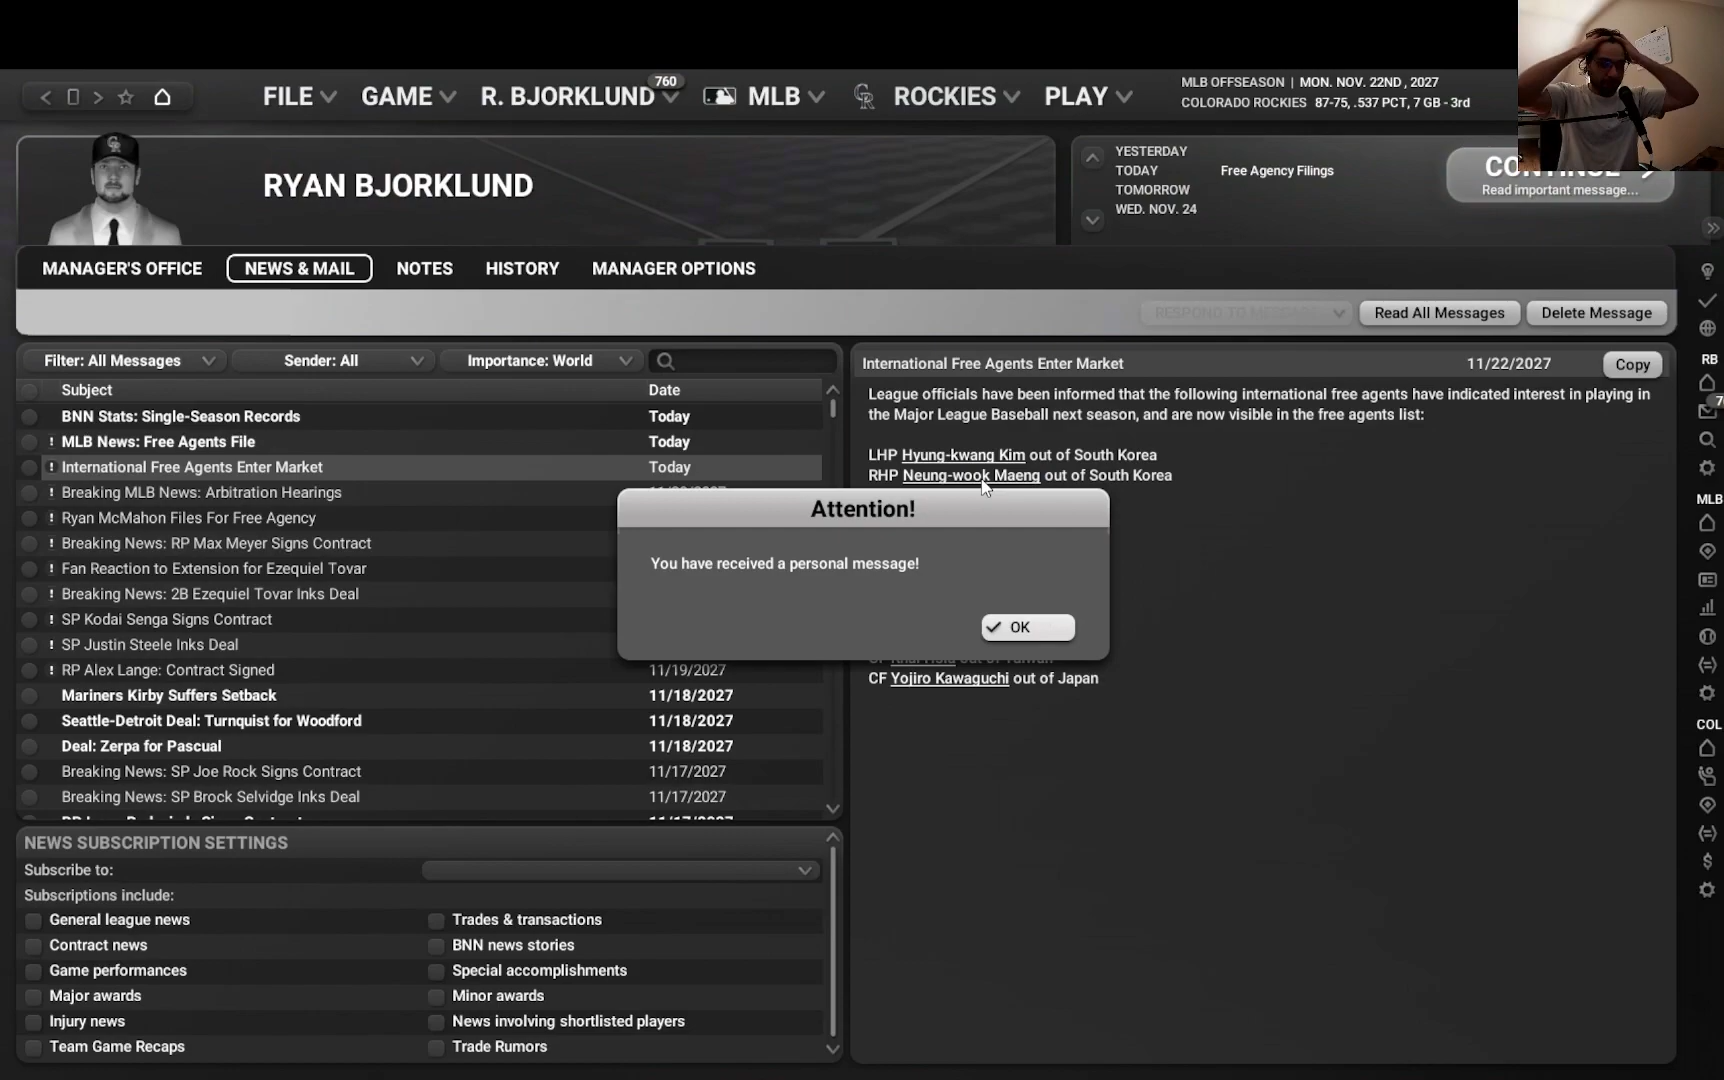 FILE
GAME
R. BJORKLUND
760
MLB
ROCKIES
PLAY
MLB OFFSEASON | MON. NOV. 22ND, 2027
COLORADO ROCKIES 87-75, .537 PCT, 7 GB - 3rd
RYAN BJORKLUND
YESTERDAY
TODAY Free Agency Filings
TOMORROW
WED. NOV. 24
Read important message...
MANAGER'S OFFICE
NEWS & MAIL
NOTES
HISTORY
MANAGER OPTIONS
RESPOND TO
Read All Messages
Delete Message
Filter: All Messages
Sender: All
Importance: World
Subject Date
BNN Stats: Single-Season Records Today
! MLB News: Free Agents File Today
! International Free Agents Enter Market Today
! Breaking MLB News: Arbitration Hearings
! Ryan McMahon Files For Free Agency
! Breaking News: RP Max Meyer Signs Contract
! Fan Reaction to Extension for Ezequiel Tovar
! Breaking News: 2B Ezequiel Tovar Inks Deal
! SP Kodai Senga Signs Contract
! SP Justin Steele Inks Deal
! RP Alex Lange: Contract Signed 11/19/2027
Mariners Kirby Suffers Setback 11/18/2027
Seattle-Detroit Deal: Turnquist for Woodford 11/18/2027
Deal: Zerpa for Pascual 11/18/2027
Breaking News: SP Joe Rock Signs Contract 11/17/2027
Breaking News: SP Brock Selvidge Inks Deal 11/17/2027
International Free Agents Enter Market 11/22/2027 Copy
League officials have been informed that the following international free agents have indicated interest in playing in
the Major League Baseball next season, and are now visible in the free agents list:
LHP Hyung-kwang Kim out of South Korea
RHP Neung-wook Maeng out of South Korea
CF Yojiro Kawaguchi out of Japan
Attention!
You have received a personal message!
OK
NEWS SUBSCRIPTION SETTINGS
Subscribe to:
Subscriptions include:
General league news Trades & transactions
Contract news BNN news stories
Game performances Special accomplishments
Major awards Minor awards
Injury news News involving shortlisted players
Team Game Recaps Trade Rumors
RB
MLB
COL